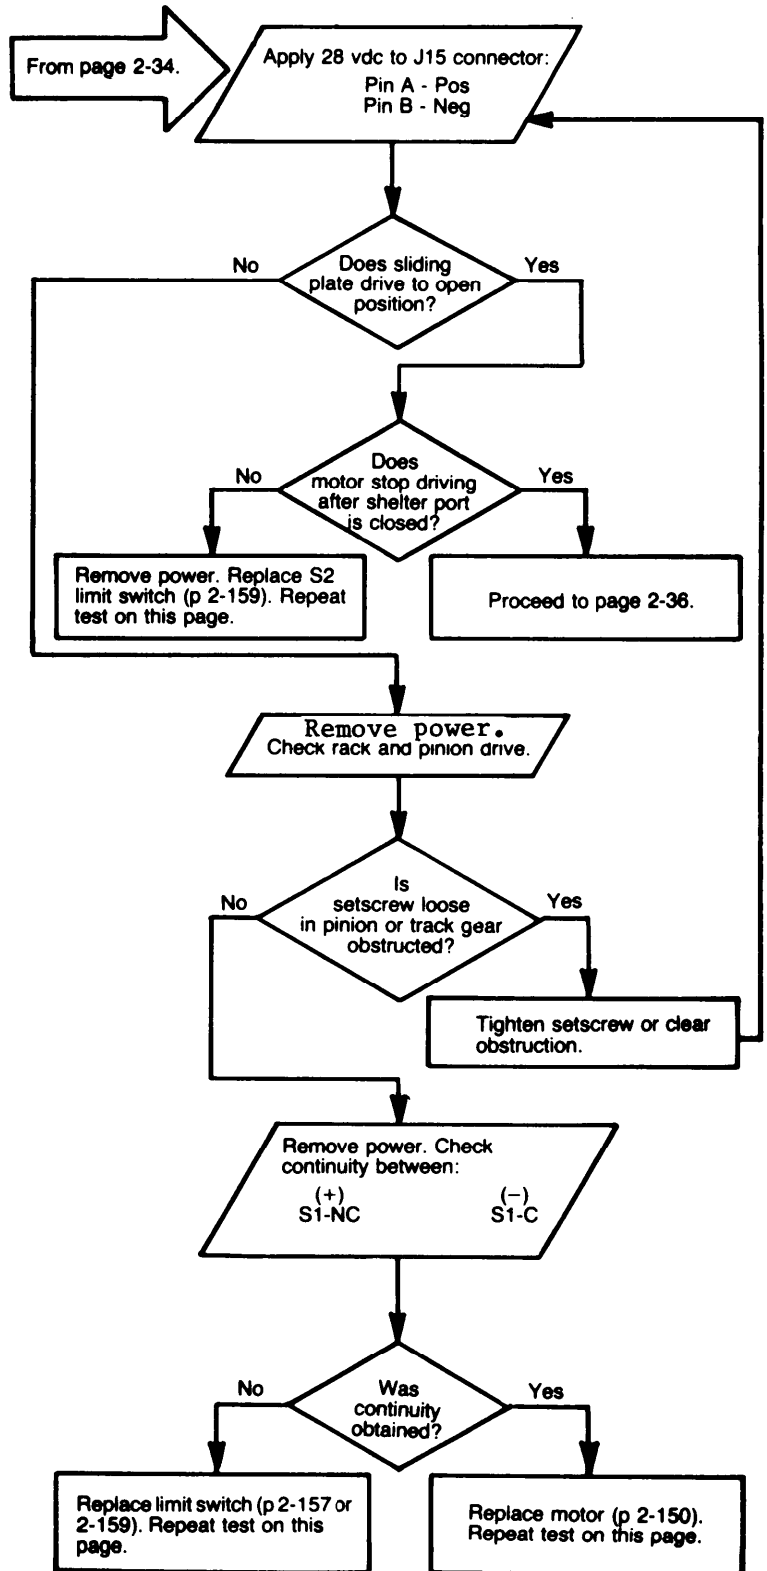 From page 2-34.
Apply 28 vdc to J15 connector:
Pin A - Pos
Pin B - Neg
No
Does sliding
plate drive to open
position?
Yes
No
Does
motor stop driving
after shelter port
is closed?
Yes
Remove power. Replace S2
limit switch (p 2-159). Repeat
test on this page.
Proceed to page 2-36.
Remove power.
Check rack and pinion drive.
No
Is
setscrew loose
in pinion or track gear
obstructed?
Yes
Tighten setscrew or clear
obstruction.
Remove power. Check
continuity between:
(+) (−)
S1-NC S1-C
No
Was
continuity
obtained?
Yes
Replace limit switch (p 2-157 or
2-159). Repeat test on this
page.
Replace motor (p 2-150).
Repeat test on this page.